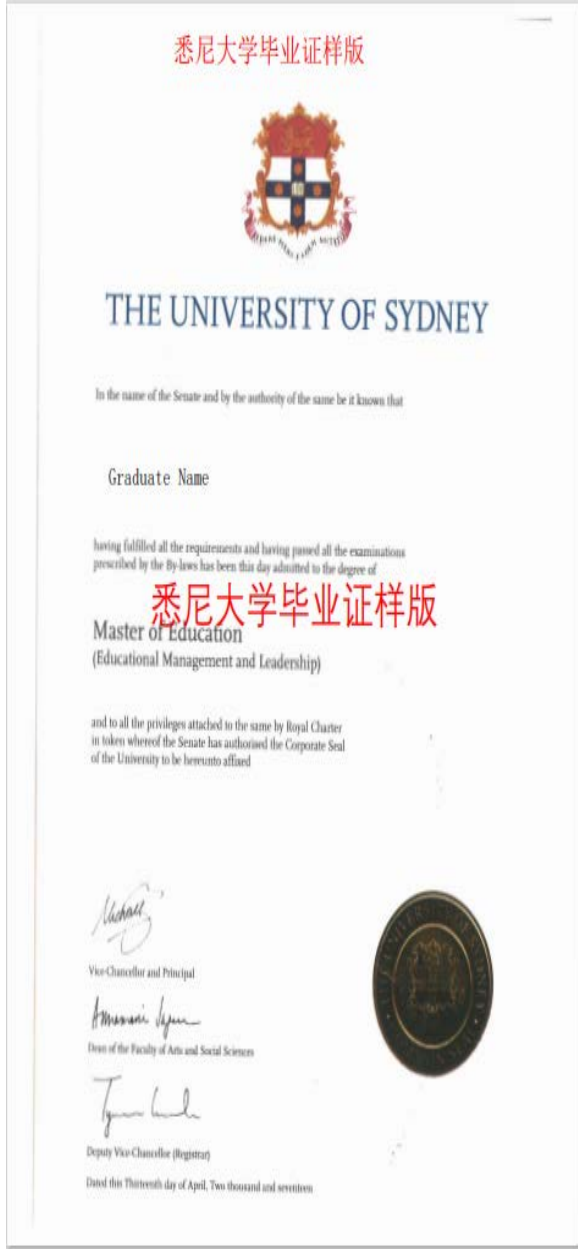 悉尼大学毕业证样版
THE UNIVERSITY OF SYDNEY
In the name of the Senate and by the authority of the same be it known that
Graduate Name
having fulfilled all the requirements and having passed all the examinations
prescribed by the By-laws has been this day admitted to the degree of
悉尼大学毕业证样版
Master of Education
(Educational Management and Leadership)
and to all the privileges attached to the same by Royal Charter
in token whereof the Senate has authorised the Corporate Seal
of the University to be hereunto affixed
Vice-Chancellor and Principal
Dean of the Faculty of Arts and Social Sciences
Deputy Vice-Chancellor (Registrar)
Dated this Thirteenth day of April, Two thousand and seventeen